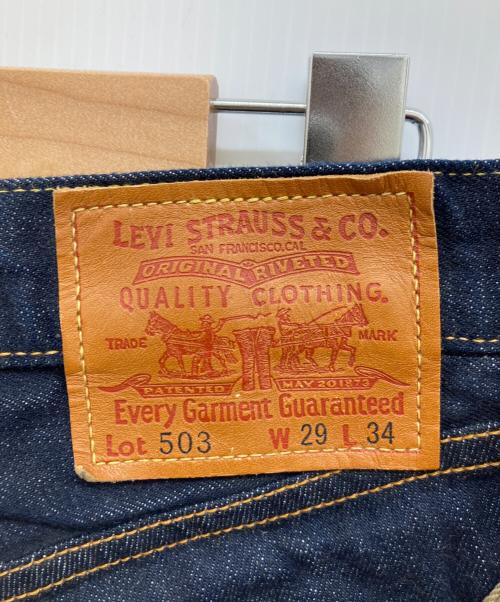 LEVI STRAUSS & CO.
SAN FRANCISCO,CAL
ORIGINAL RIVETED
QUALITY CLOTHING.
TRADE MARK
PATENTED MAY 20 1873
Every Garment Guaranteed
Lot 503 W 29 L 34